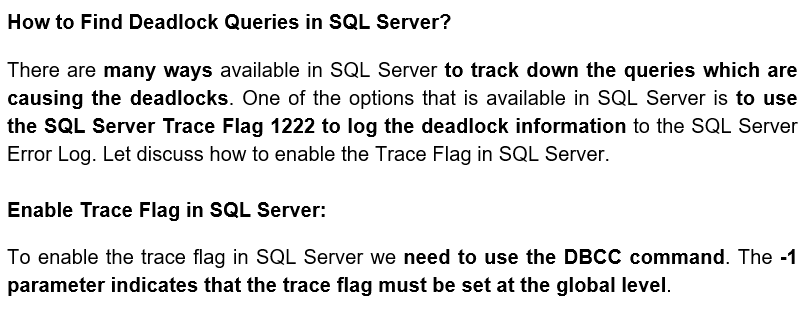 How to Find Deadlock Queries in SQL Server?
There are many ways available in SQL Server to track down the queries which are
causing the deadlocks. One of the options that is available in SQL Server is to use
the SQL Server Trace Flag 1222 to log the deadlock information to the SQL Server
Error Log. Let discuss how to enable the Trace Flag in SQL Server.
Enable Trace Flag in SQL Server:
To enable the trace flag in SQL Server we need to use the DBCC command. The -1
parameter indicates that the trace flag must be set at the global level.